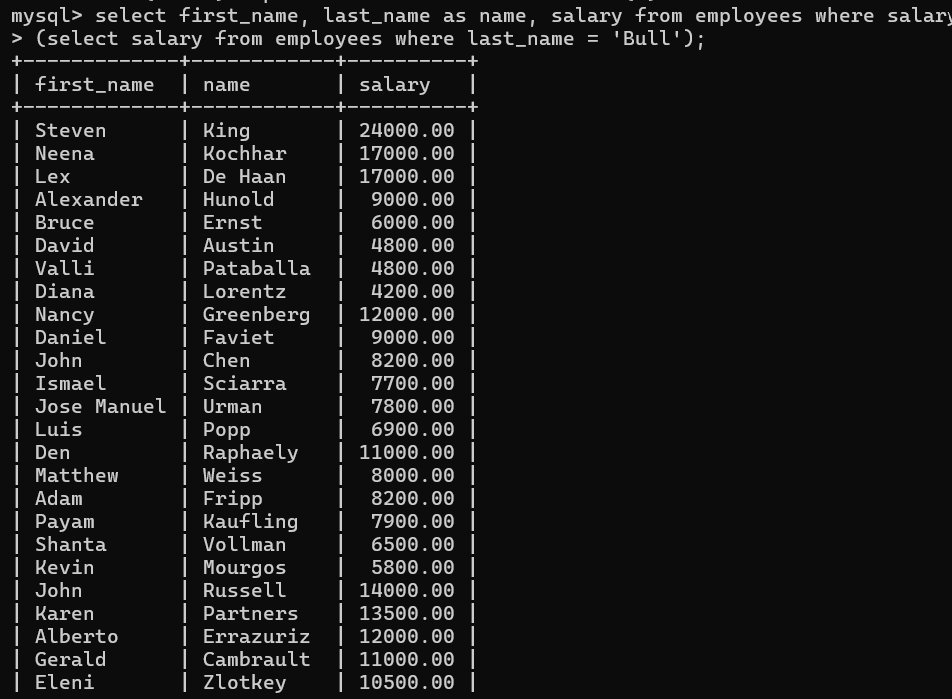 mysql> select first_name, last_name as name, salary from employees where salary
> (select salary from employees where last_name = 'Bull');
+-------------+------------+----------+
| first_name  | name       | salary   |
+-------------+------------+----------+
| Steven      | King       | 24000.00 |
| Neena       | Kochhar    | 17000.00 |
| Lex         | De Haan    | 17000.00 |
| Alexander   | Hunold     |  9000.00 |
| Bruce       | Ernst      |  6000.00 |
| David       | Austin     |  4800.00 |
| Valli       | Pataballa  |  4800.00 |
| Diana       | Lorentz    |  4200.00 |
| Nancy       | Greenberg  | 12000.00 |
| Daniel      | Faviet     |  9000.00 |
| John        | Chen       |  8200.00 |
| Ismael      | Sciarra    |  7700.00 |
| Jose Manuel | Urman      |  7800.00 |
| Luis        | Popp       |  6900.00 |
| Den         | Raphaely   | 11000.00 |
| Matthew     | Weiss      |  8000.00 |
| Adam        | Fripp      |  8200.00 |
| Payam       | Kaufling   |  7900.00 |
| Shanta      | Vollman    |  6500.00 |
| Kevin       | Mourgos    |  5800.00 |
| John        | Russell    | 14000.00 |
| Karen       | Partners   | 13500.00 |
| Alberto     | Errazuriz  | 12000.00 |
| Gerald      | Cambrault  | 11000.00 |
| Eleni       | Zlotkey    | 10500.00 |